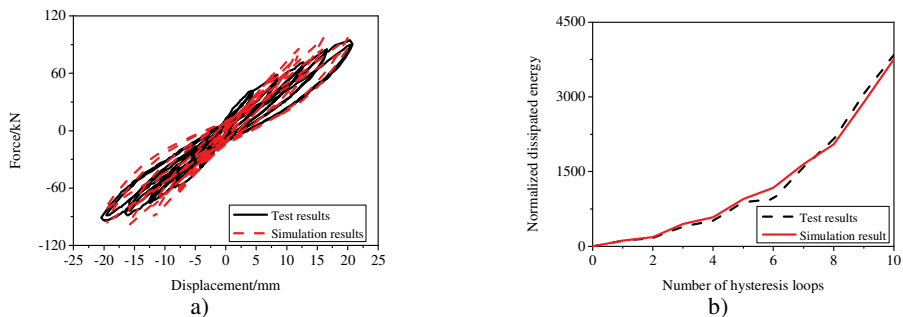 120
60
0
-60
-120
Force/kN
Test results
Simulation results
-25 -20 -15 -10 -5 0 5 10 15 20 25
Displacement/mm
a)
4500
3000
1500
0
Normalized dissipated energy
Test results
Simulation result
0 2 4 6 8 10
Number of hysteresis loops
b)